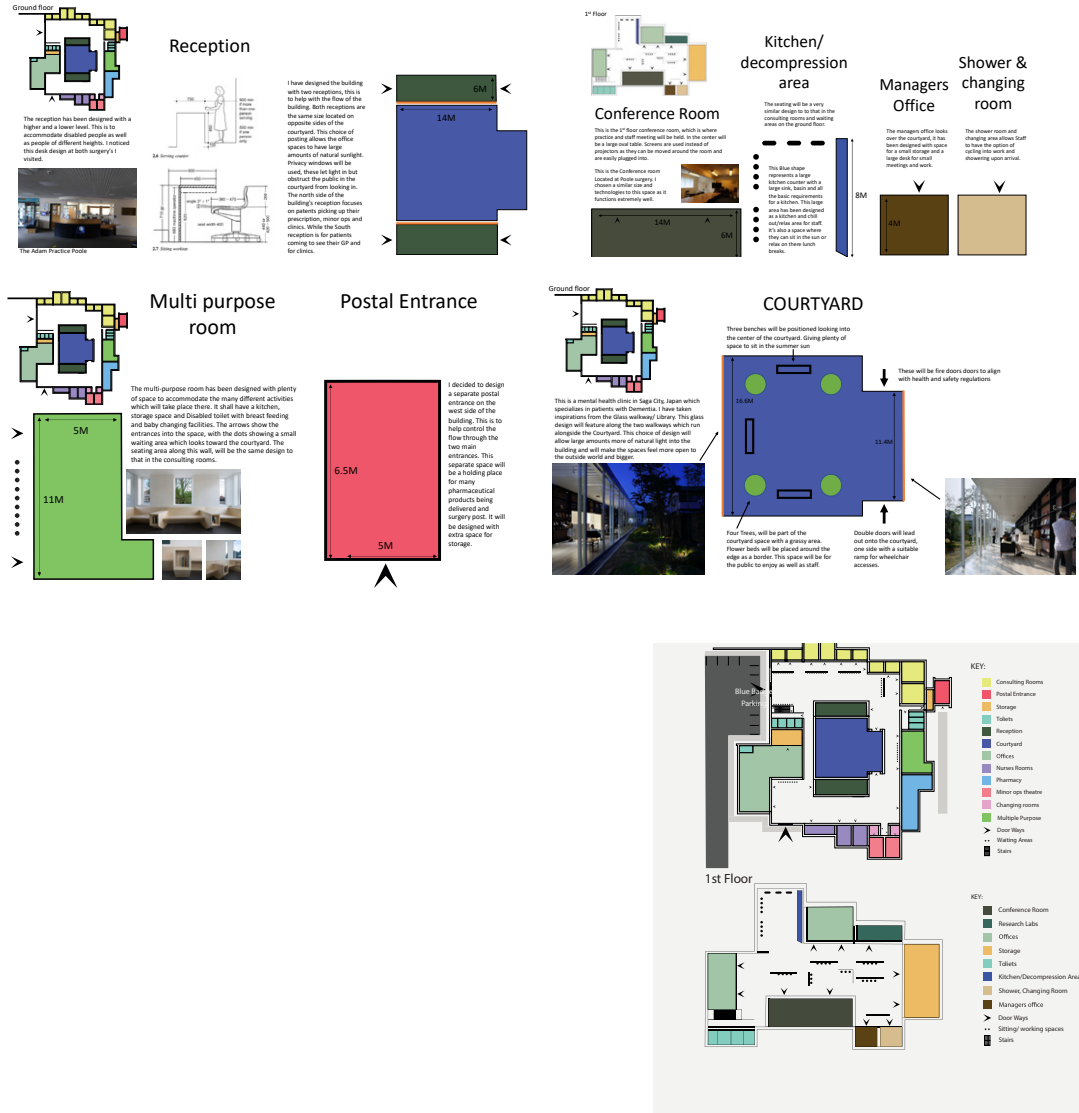 Ground floor
Reception
The reception has been designed with a
higher and a lower level. This is to
accommodate disabled people as well
as people of different heights. I noticed
this desk design at both surgery's I
visited.
The Adam Practice Poole
I have designed the building
with two receptions, this is
to help with the flow of the
building. Both receptions are
the same size located on
opposite sides of the
courtyard. This choice of
posting allows the office
spaces to have large
amounts of natural sunlight.
Privacy windows will be
used, these let light in but
obstruct the public in the
courtyard from looking in.
The north side of the
building's reception focuses
on patents picking up their
prescription, minor ops and
clinics. While the South
reception is for patients
coming to see their GP and
for clinics.
6M
14M
1st Floor
Conference Room
This is the 1st floor conference room, which is where
practice and staff meeting will be held. In the center will
be a large oval table. Screens are used instead of
projectors as they can be moved around the room and
are easily plugged into.
This is the Conference room
Located at Poole surgery. I
chosen a similar size and
technologies to this space as it
functions extremely well.
14M
6M
Kitchen/
decompression
area
The seating will be a very
similar design to to that in the
consulting rooms and waiting
areas on the ground floor.
This Blue shape
represents a large
kitchen counter with a
large sink, basin and all
the basic requirements
for a kitchen. This large
area has been designed
as a kitchen and chill
out/relax area for staff.
It's also a space where
they can sit in the sun or
relax on there lunch
breaks.
8M
Managers
Office
The managers office looks
over the courtyard, it has
been designed with space
for a small storage and a
large desk for small
meetings and work.
4M
Shower &
changing
room
The shower room and
changing area allows Staff
to have the option of
cycling into work and
showering upon arrival.
Multi purpose
room
The multi-purpose room has been designed with plenty
of space to accommodate the many different activities
which will take place there. It shall have a kitchen,
storage space and Disabled toilet with breast feeding
and baby changing facilities. The arrows show the
entrances into the space, with the dots showing a small
waiting area which looks toward the courtyard. The
seating area along this wall, will be the same design to
that in the consulting rooms.
5M
11M
Postal Entrance
6.5M
5M
I decided to design
a separate postal
entrance on the
west side of the
building. This is to
help control the
flow through the
two main
entrances. This
separate space will
be a holding place
for many
pharmaceutical
products being
delivered and
surgery post. It will
be designed with
extra space for
storage.
Ground floor
COURTYARD
Three benches will be positioned looking into
the center of the courtyard. Giving plenty of
space to sit in the summer sun
These will be fire doors doors to align
with health and safety regulations
This is a mental health clinic in Saga City, Japan which
specializes in patients with Dementia. I have taken
inspirations from the Glass walkway/ Library. This glass
design will feature along the two walkways which run
alongside the Courtyard. This choice of design will
allow large amounts more of natural light into the
building and will make the spaces feel more open to
the outside world and bigger.
16.6M
11.4M
Four Trees, will be part of the
courtyard space with a grassy area.
Flower beds will be placed around the
edge as a border. This space will be for
the public to enjoy as well as staff.
Double doors will lead
out onto the courtyard,
one side with a suitable
ramp for wheelchair
accesses.
KEY:
Consulting Rooms
Postal Entrance
Storage
Toliets
Reception
Courtyard
Offices
Nurses Rooms
Pharmacy
Minor ops theatre
Changing rooms
Multiple Purpose
Door Ways
Waiting Areas
Stairs
1st Floor
KEY:
Conference Room
Research Labs
Offices
Storage
Toliets
Kitchen/Decompression Area
Shower, Changing Room
Managers office
Door Ways
Sitting/ working spaces
Stairs